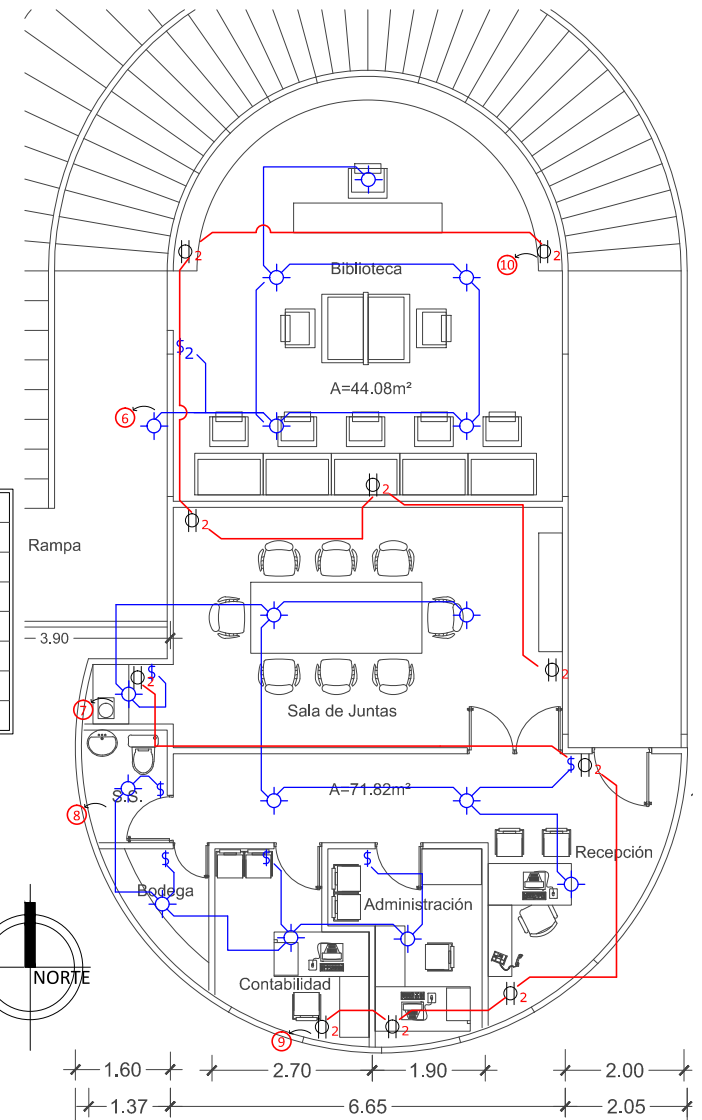 2
10
2
Biblioteca
$2
A=44.08m²
6
2
2
Rampa
3.90
$
2
2
7
Sala de Juntas
$
2
A=71.82m²
S.S.
$
8
$
$
$
Recepción
Bodega
Administración
NORTE
Contabilidad
2
2
2
9
1.60
2.70
1.90
2.00
1.37
6.65
2.05